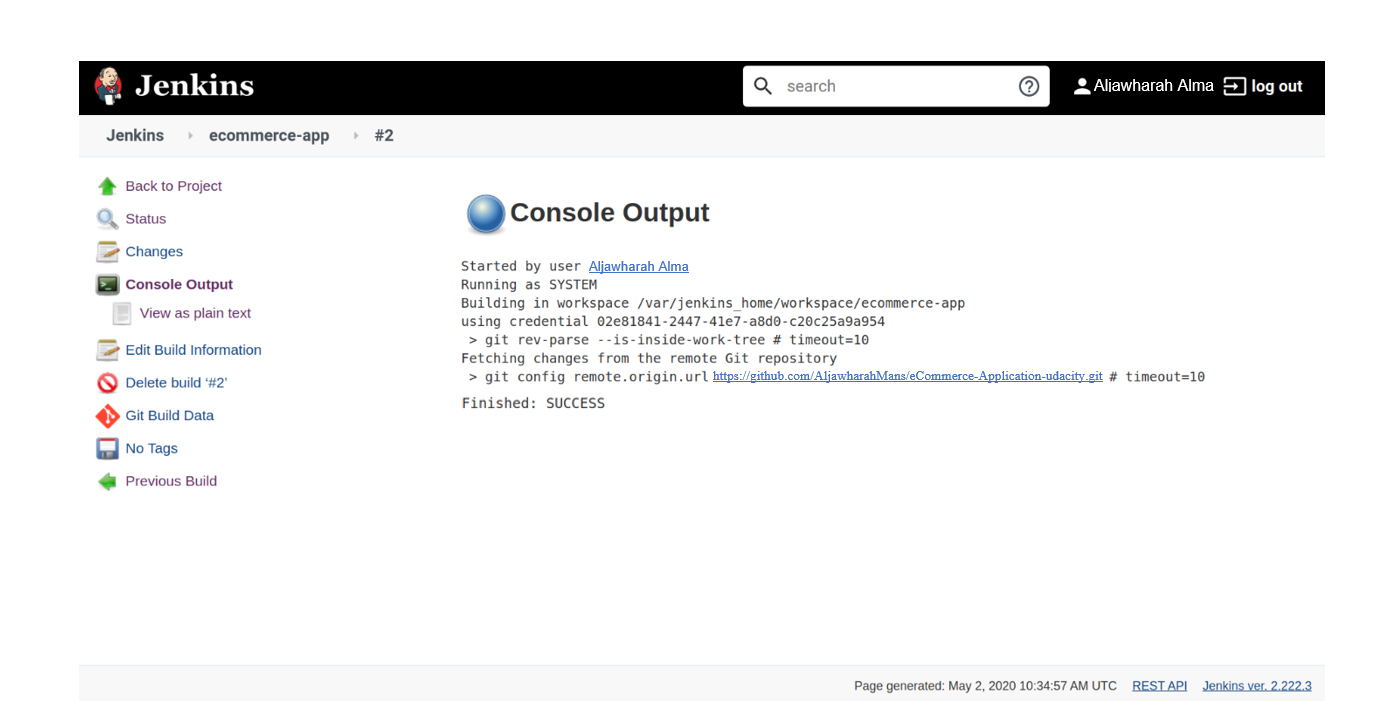 Jenkins
search
Aljawharah Alma
log out
Jenkins
ecommerce-app
#2
Back to Project
Status
Changes
Console Output
View as plain text
Edit Build Information
Delete build ‘#2’
Git Build Data
No Tags
Previous Build
Console Output
Started by user Aljawharah Alma
Running as SYSTEM
Building in workspace /var/jenkins_home/workspace/ecommerce-app
using credential 02e81841-2447-41e7-a8d0-c20c25a9a954
> git rev-parse --is-inside-work-tree # timeout=10
Fetching changes from the remote Git repository
> git config remote.origin.url https://github.com/AljawharahMans/eCommerce-Application-udacity.git # timeout=10
Finished: SUCCESS
Page generated: May 2, 2020 10:34:57 AM UTC REST API Jenkins ver. 2.222.3